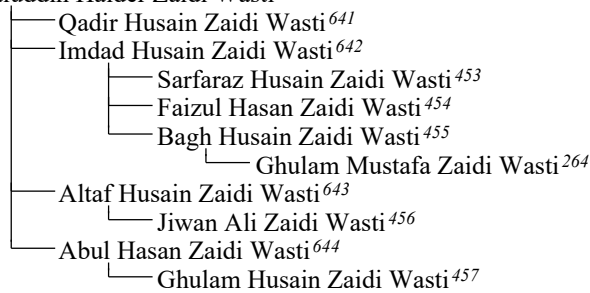 Haider Zaidi Wasti
Qadir Husain Zaidi Wasti 641
Imdad Husain Zaidi Wasti 642
Sarfaraz Husain Zaidi Wasti 453
Faizul Hasan Zaidi Wasti 454
Bagh Husain Zaidi Wasti 455
Ghulam Mustafa Zaidi Wasti 264
Altaf Husain Zaidi Wasti 643
Jiwan Ali Zaidi Wasti 456
Abul Hasan Zaidi Wasti 644
Ghulam Husain Zaidi Wasti 457